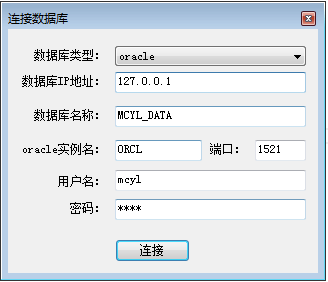 连接数据库
数据库类型： oracle
数据库IP地址： 127.0.0.1
数据库名称： MCYL_DATA
oracle实例名： ORCL 端口： 1521
用户名： mcyl
密码： ****
连接